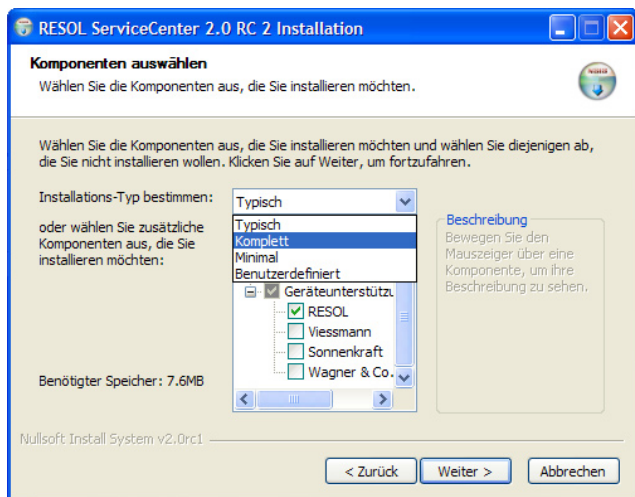 RESOL ServiceCenter 2.0 RC 2 Installation
Komponenten auswählen
Wählen Sie die Komponenten aus, die Sie installieren möchten.
Wählen Sie die Komponenten aus, die Sie installieren möchten und wählen Sie diejenigen ab,
die Sie nicht installieren wollen. Klicken Sie auf Weiter, um fortzufahren.
Installations-Typ bestimmen:
Typisch
oder wählen Sie zusätzliche
Komponenten aus, die Sie
installieren möchten:
Typisch
Komplett
Minimal
Benutzerdefiniert
Geräteunterstützu
RESOL
Viessmann
Sonnenkraft
Wagner & Co.
Beschreibung
Bewegen Sie den
Mauszeiger über eine
Komponente, um ihre
Beschreibung zu sehen.
Benötigter Speicher: 7.6MB
Nullsoft Install System v2.0rc1
< Zurück
Weiter >
Abbrechen